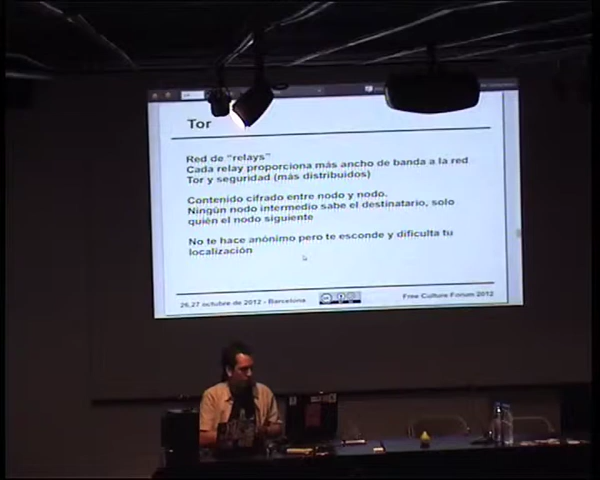 Tor
Red de "relays"
Cada relay proporciona más ancho de banda a la red
Tor y seguridad (más distribuidos)
Contenido cifrado entre nodo y nodo.
Ningún nodo intermedio sabe el destinatario, solo
quién el nodo siguiente
No te hace anónimo pero te esconde y dificulta tu
localización
26,27 octubre de 2012 - Barcelona
Free Culture Forum 2012